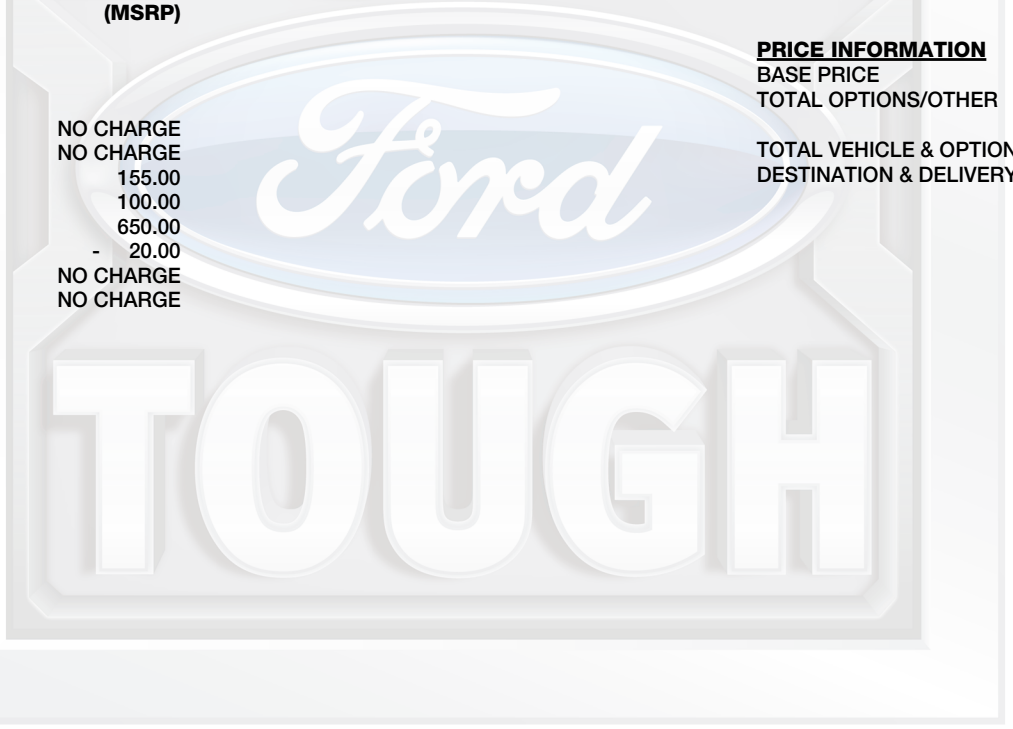 (MSRP)
NO CHARGE
NO CHARGE
155.00
100.00
650.00
- 20.00
NO CHARGE
NO CHARGE
PRICE INFORMATION
BASE PRICE
TOTAL OPTIONS/OTHER
TOTAL VEHICLE & OPTION
DESTINATION & DELIVERY
Ford
TOUGH